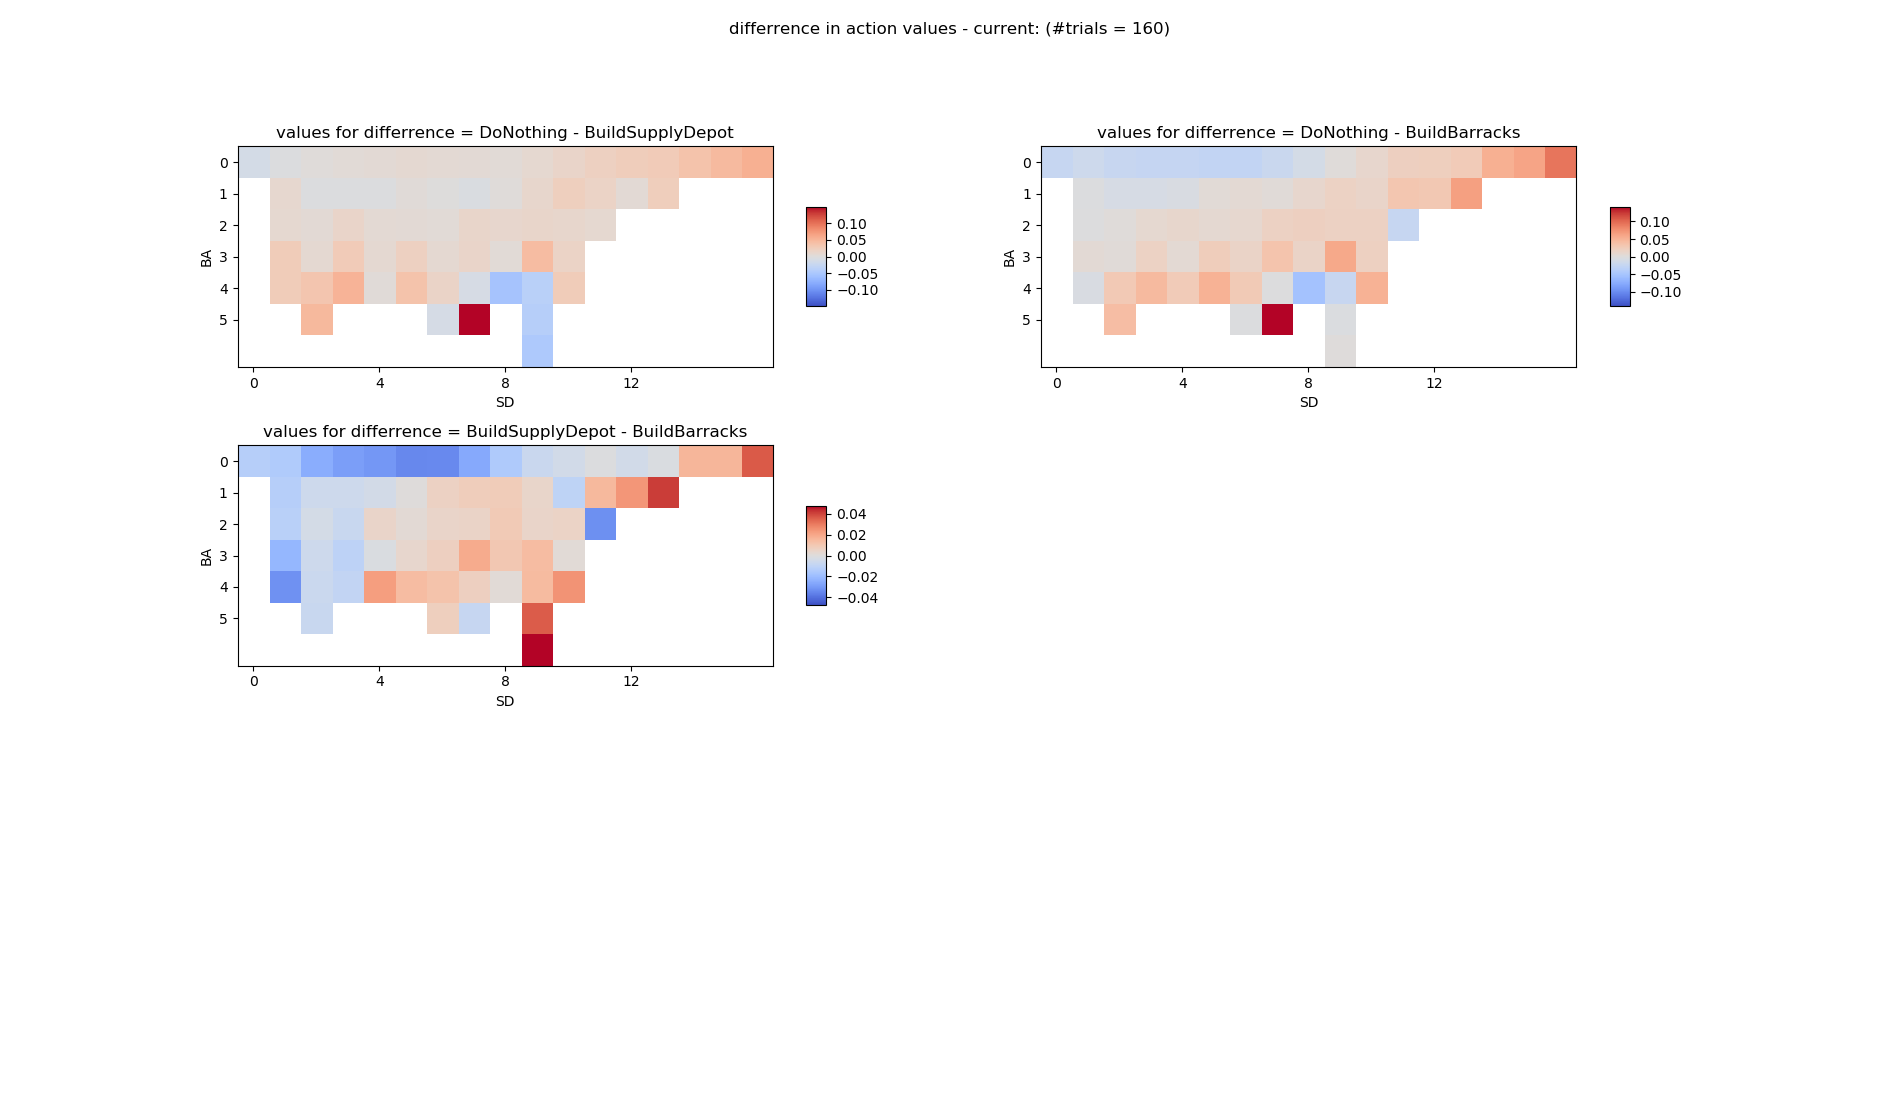 differrence in action values - current: (#trials = 160)
values for differrence = DoNothing - BuildSupplyDepot
0
1
2
3
4
5
BA
0 4 8 12
SD
0.10
0.05
0.00
−0.05
−0.10
values for differrence = DoNothing - BuildBarracks
0
1
2
3
4
5
BA
0 4 8 12
SD
0.10
0.05
0.00
−0.05
−0.10
values for differrence = BuildSupplyDepot - BuildBarracks
0
1
2
3
4
5
BA
0 4 8 12
SD
0.04
0.02
0.00
−0.02
−0.04